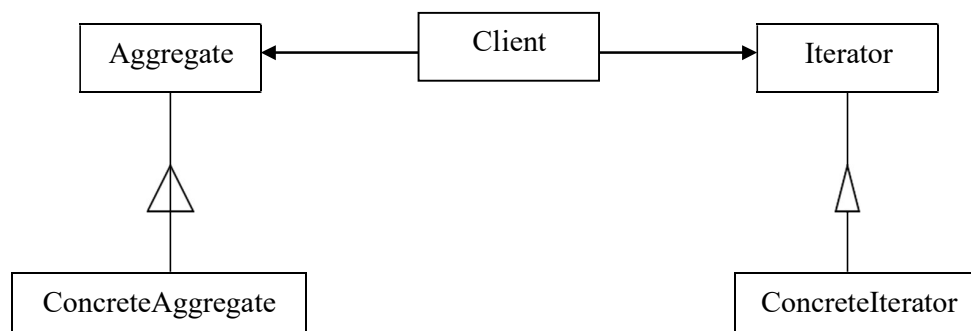 Aggregate
Client
Iterator
ConcreteAggregate
ConcreteIterator